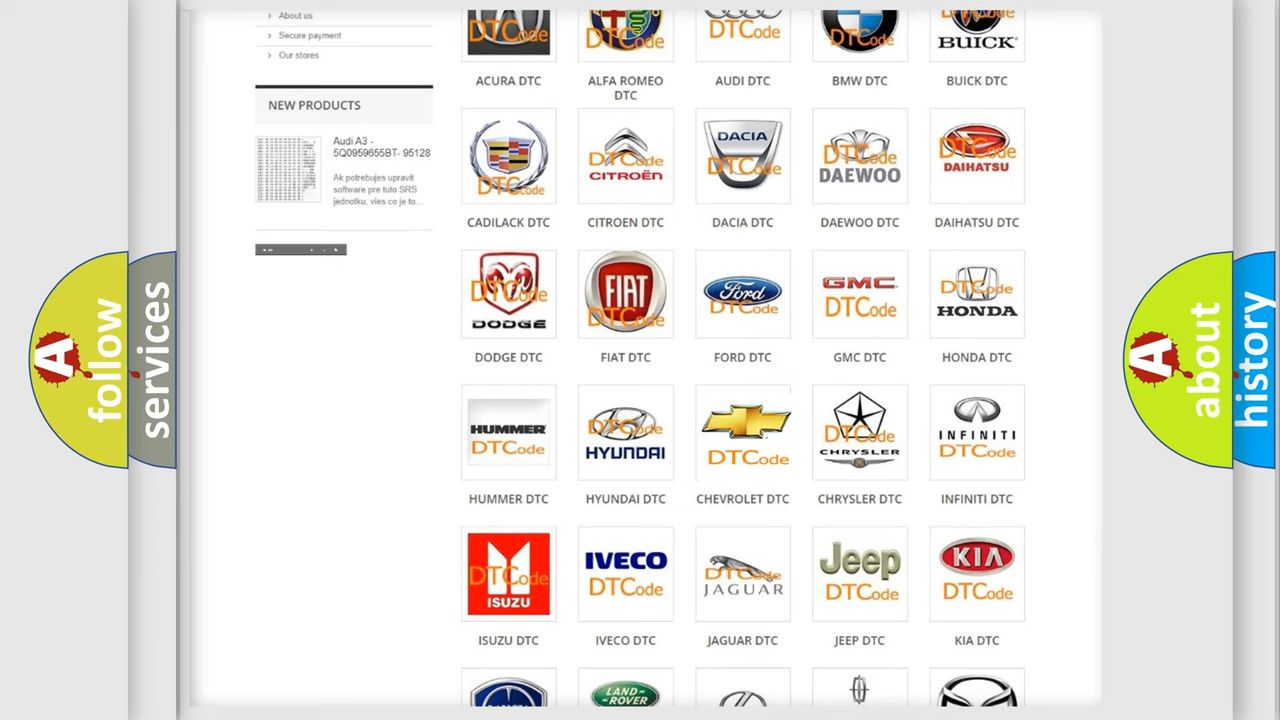 About us
Secure payment
Our stores
NEW PRODUCTS
Audi A3 -
5Q0959655BT- 95128
Ak potrebujes upravit
software pre tuto SRS
jednotku, vies co je to...
DTCode
DTCode
DTCode
DTCode
BUICK
ACURA DTC
ALFA ROMEO
DTC
AUDI DTC
BMW DTC
BUICK DTC
DTCode
DTCode
CITROËN
DACIA
DTCode
DTCode
DAEWOO
DTCode
DAIHATSU
CADILACK DTC
CITROEN DTC
DACIA DTC
DAEWOO DTC
DAIHATSU DTC
DTCode
DODGE
FIAT
DTCode
Ford
DTCode
GMC
DTCode
DTCode
HONDA
DODGE DTC
FIAT DTC
FORD DTC
GMC DTC
HONDA DTC
HUMMER
DTCode
DTCode
HYUNDAI
DTCode
DTCode
CHRYSLER
INFINITI
DTCode
HUMMER DTC
HYUNDAI DTC
CHEVROLET DTC
CHRYSLER DTC
INFINITI DTC
DTCode
ISUZU
IVECO
DTCode
DTCode
JAGUAR
Jeep
DTCode
KIA
DTCode
ISUZU DTC
IVECO DTC
JAGUAR DTC
JEEP DTC
KIA DTC
LAND-
ROVER
A follow
services
A about
history